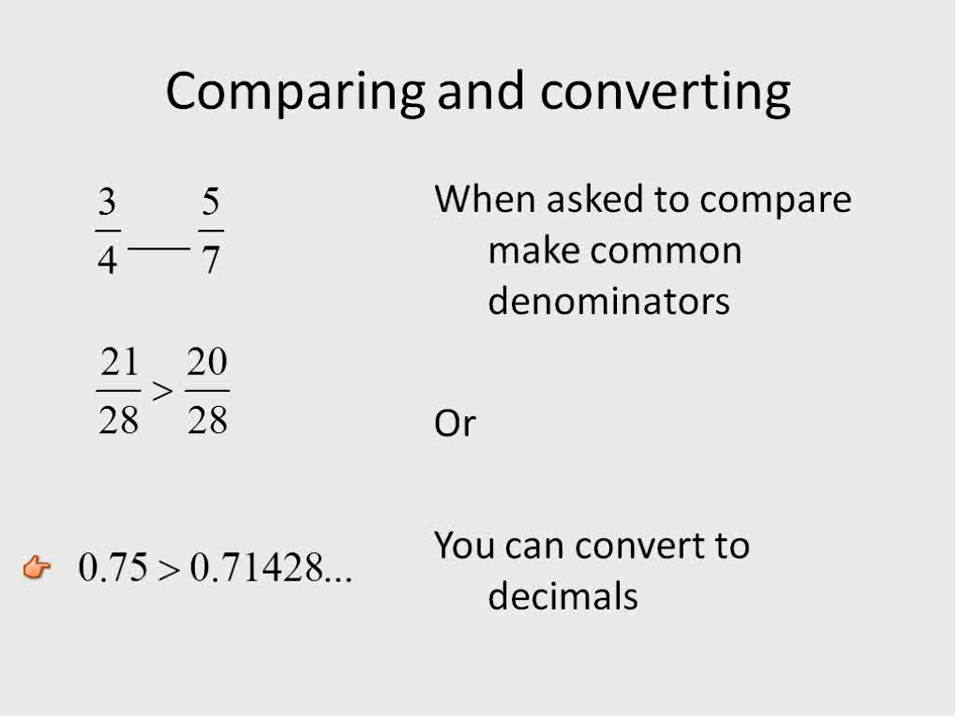 Comparing and converting
3/4 ___ 5/7
When asked to compare
make common
denominators
21/28 > 20/28
Or
0.75 > 0.71428...
You can convert to
decimals